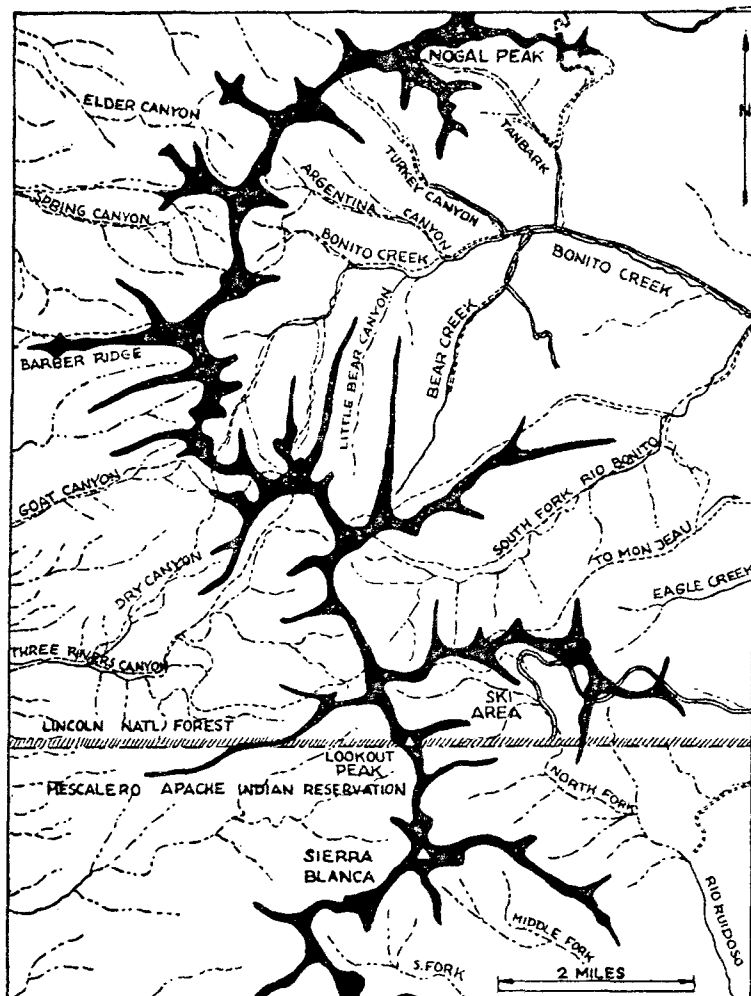 NOGAL PEAK
N
ELDER CANYON
TANBARK
TURKEY CANYON
ARGENTINA
CANYON
SPRING CANYON
BONITO CREEK
BONITO CREEK
LITTLE BEAR CANYON
BEAR CREEK
BARBER RIDGE
GOAT CANYON
SOUTH FORK RIO BONITO
TO MON JEAU
DRY CANYON
EAGLE CREEK
THREE RIVERS CANYON
SKI
AREA
LINCOLN NATL FOREST
LOOKOUT
PEAK
MESCALERO APACHE INDIAN RESERVATION
NORTH FORK
SIERRA
BLANCA
RIO RUIDOSO
MIDDLE FORK
S. FORK
2 MILES